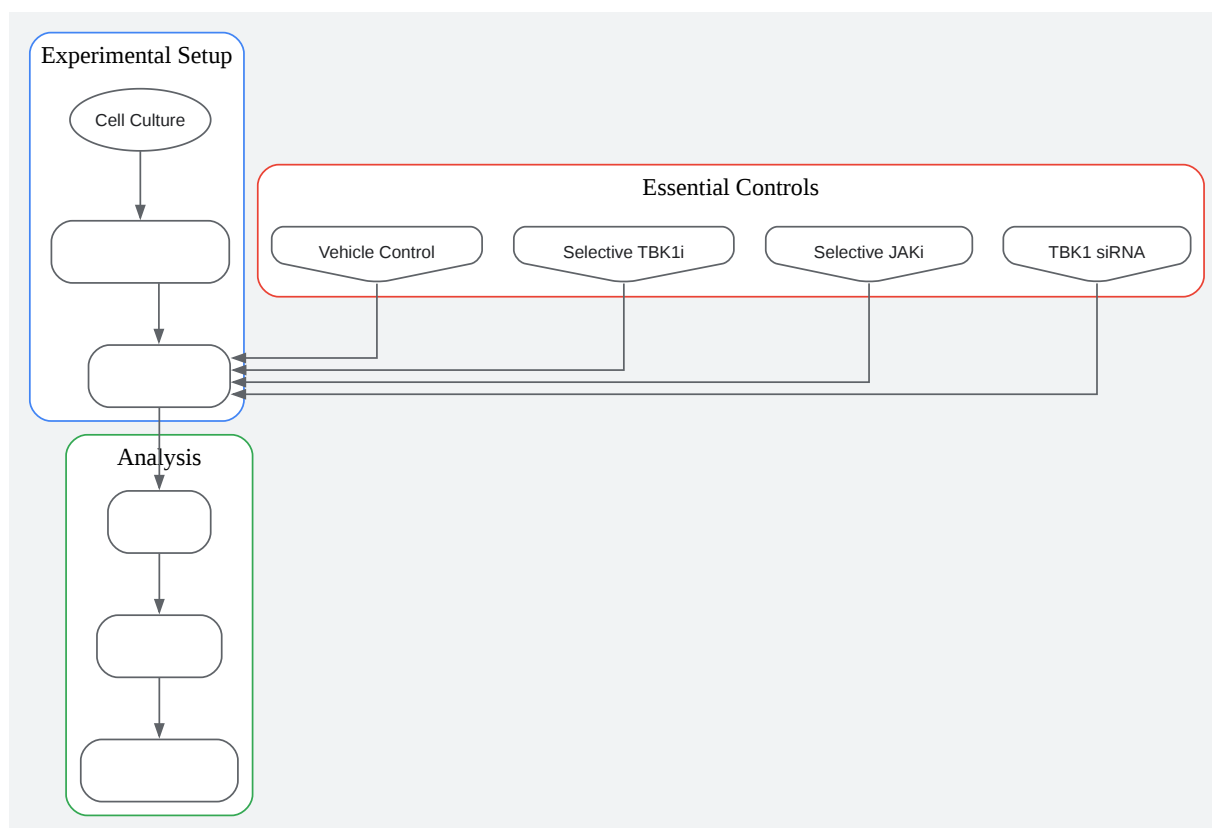 Experimental Setup
Cell Culture
Essential Controls
Vehicle Control
Selective TBK1i
Selective JAKi
TBK1 siRNA
Analysis